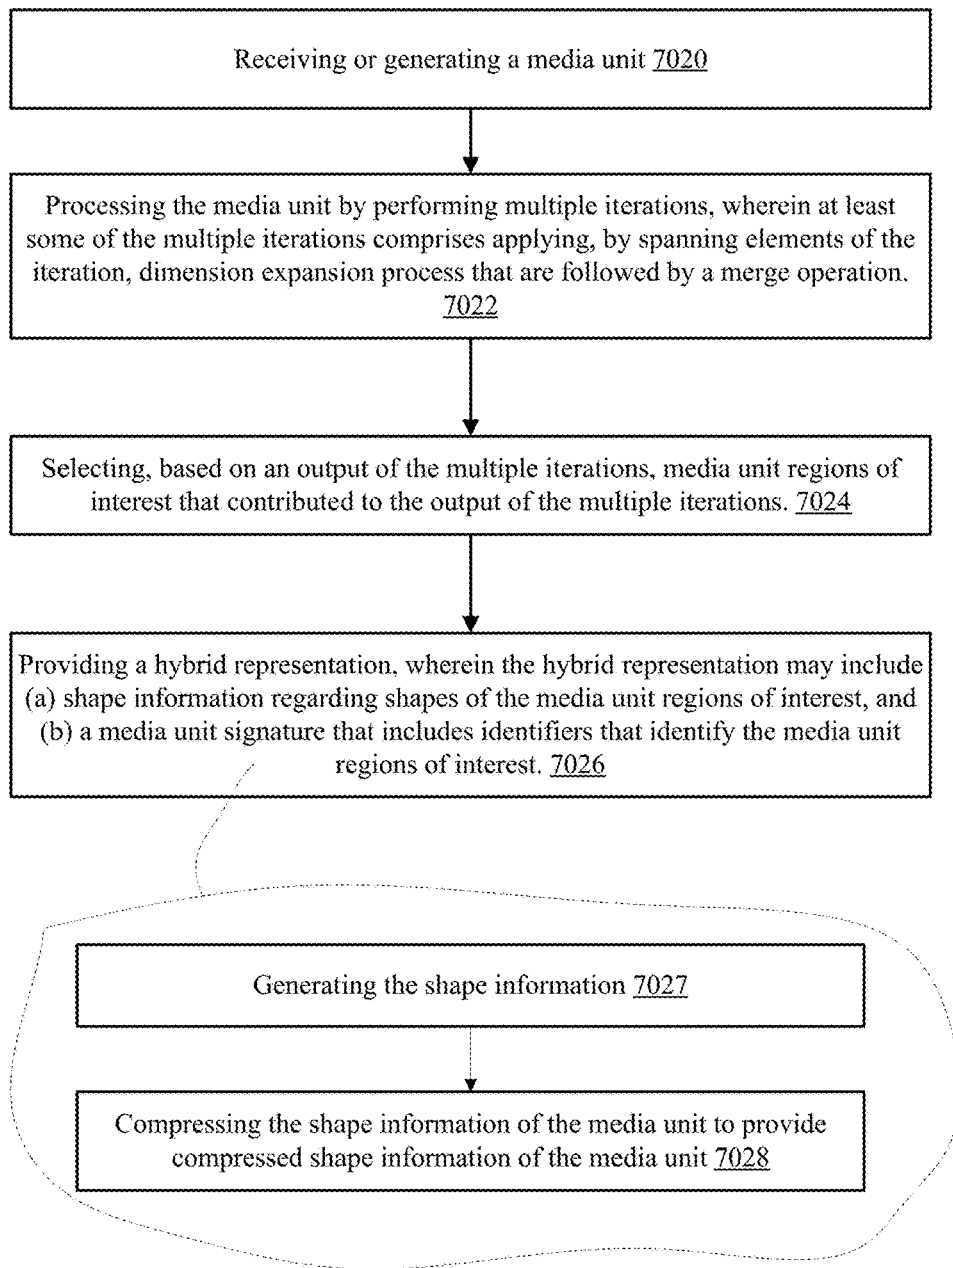 Receiving or generating a media unit 7020
Processing the media unit by performing multiple iterations, wherein at least
some of the multiple iterations comprises applying, by spanning elements of the
iteration, dimension expansion process that are followed by a merge operation.
7022
Selecting, based on an output of the multiple iterations, media unit regions of
interest that contributed to the output of the multiple iterations. 7024
Providing a hybrid representation, wherein the hybrid representation may include
(a) shape information regarding shapes of the media unit regions of interest, and
(b) a media unit signature that includes identifiers that identify the media unit
regions of interest. 7026
Generating the shape information 7027
Compressing the shape information of the media unit to provide
compressed shape information of the media unit 7028